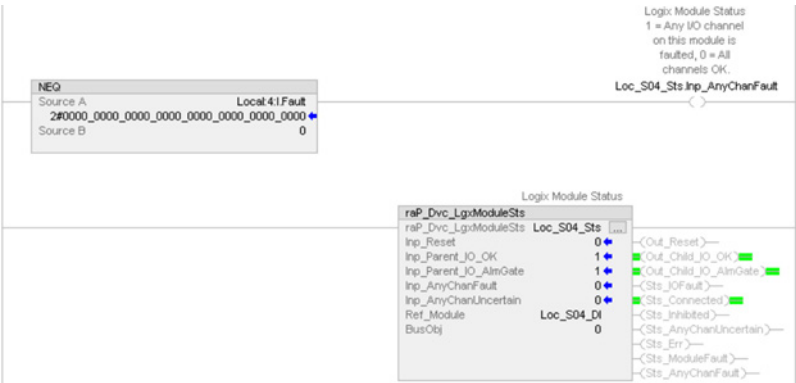 Logix Module Status
1 = Any I/O channel
on this module is
faulted, 0 = All
channels OK.
Loc_S04_Sts.Inp_AnyChanFault
NEQ
Source A Local:4:I.Fault
2#0000_0000_0000_0000_0000_0000_0000_0000
Source B 0
Logix Module Status
raP_Dvc_LgxModuleSts
raP_Dvc_LgxModuleSts Loc_S04_Sts ...
Inp_Reset 0 (Out_Reset)
Inp_Parent_IO_OK 1 (Out_Child_IO_OK)
Inp_Parent_IO_AlmGate 1 (Out_Child_IO_AlmGate)
Inp_AnyChanFault 0 (Sts_IOFault)
Inp_AnyChanUncertain 0 (Sts_Connected)
Ref_Module Loc_S04_DI (Sts_Inhibited)
BusObj 0 (Sts_AnyChanUncertain)
(Sts_Err)
(Sts_ModuleFault)
(Sts_AnyChanFault)